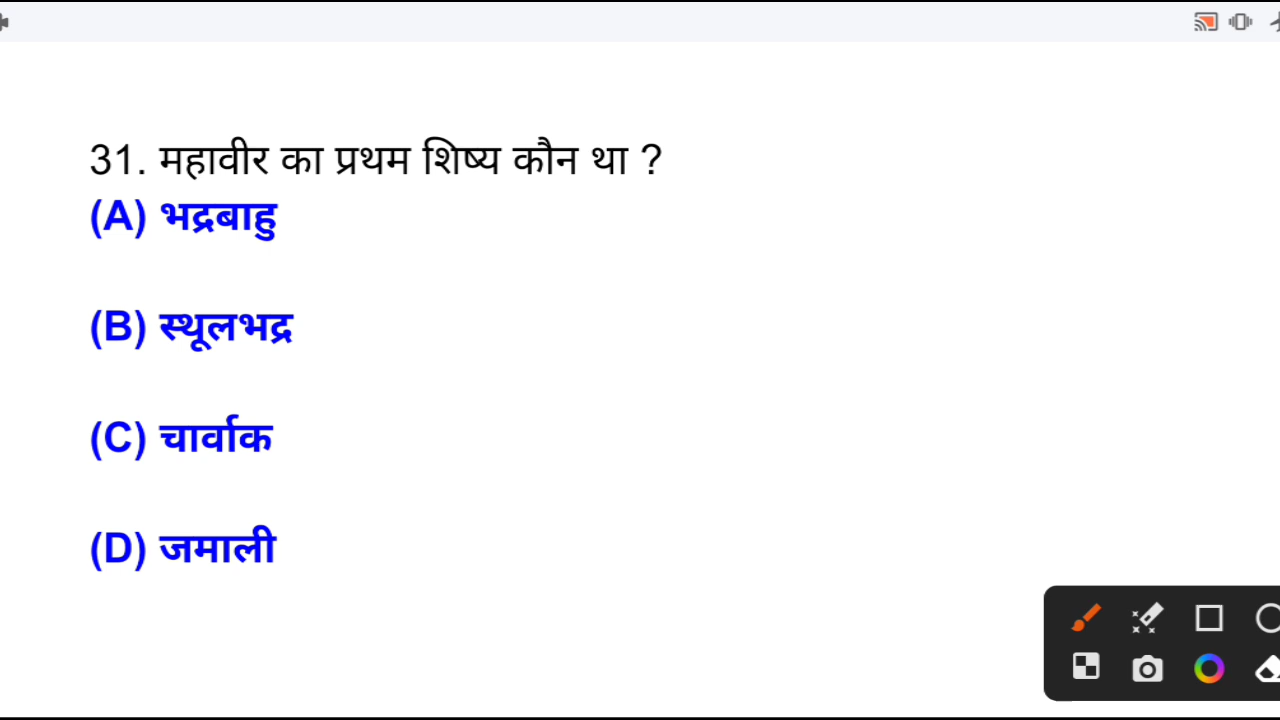 31. महावीर का प्रथम शिष्य कौन था ?
(A) भद्रबाहु
(B) स्थूलभद्र
(C) चार्वाक
(D) जमाली